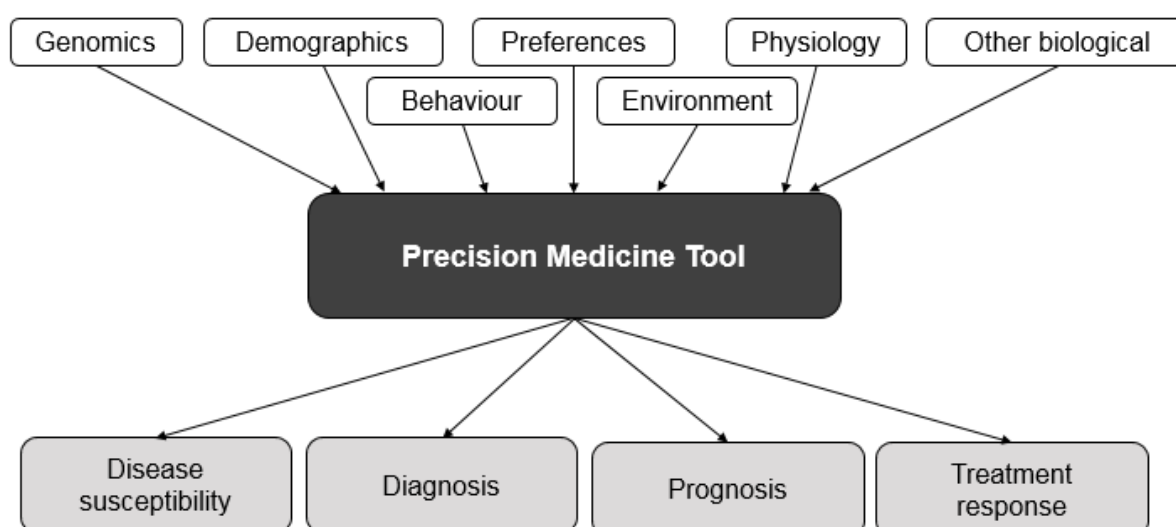 Genomics
Demographics
Preferences
Physiology
Other biological
Behaviour
Environment
Precision Medicine Tool
Disease
susceptibility
Diagnosis
Prognosis
Treatment
response